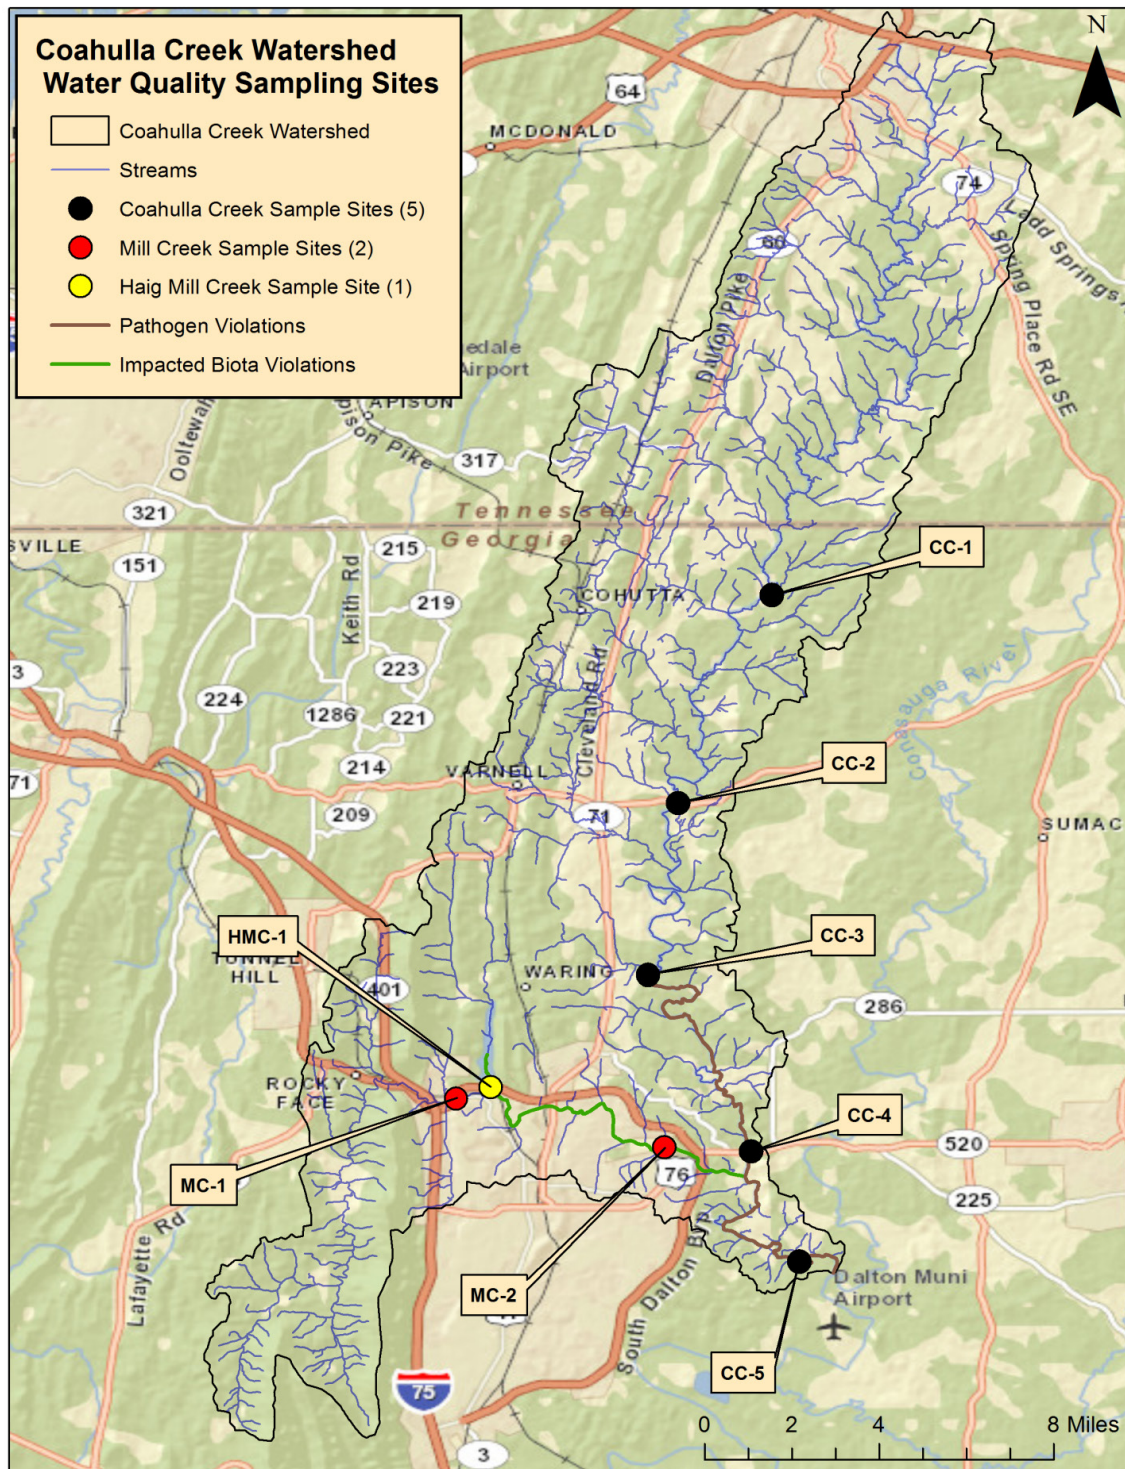 N
Coahulla Creek Watershed
Water Quality Sampling Sites
Coahulla Creek Watershed
Streams
Coahulla Creek Sample Sites (5)
Mill Creek Sample Sites (2)
Haig Mill Creek Sample Site (1)
Pathogen Violations
Impacted Biota Violations
64
MCDONALD
74
Ladd Springs
Spring Place Rd SE
60
Dalton Pike
edale
Airport
APISON
Apison Pike
Ooltewah
317
321
Tennessee
Georgia
SVILLE
151
215
Keith Rd
219
CC-1
COHUTTA
223
224
1286
221
Cleveland Rd
Conasauga River
3
71
214
VARNELL
CC-2
209
71
SUMAC
HMC-1
CC-3
TUNNEL
HILL
WARING
401
286
ROCKY
FACE
CC-4
520
MC-1
76
225
Lafayette Rd
MC-2
South Dalton Byp
Dalton Muni
Airport
CC-5
75
3
0 2 4 8 Miles